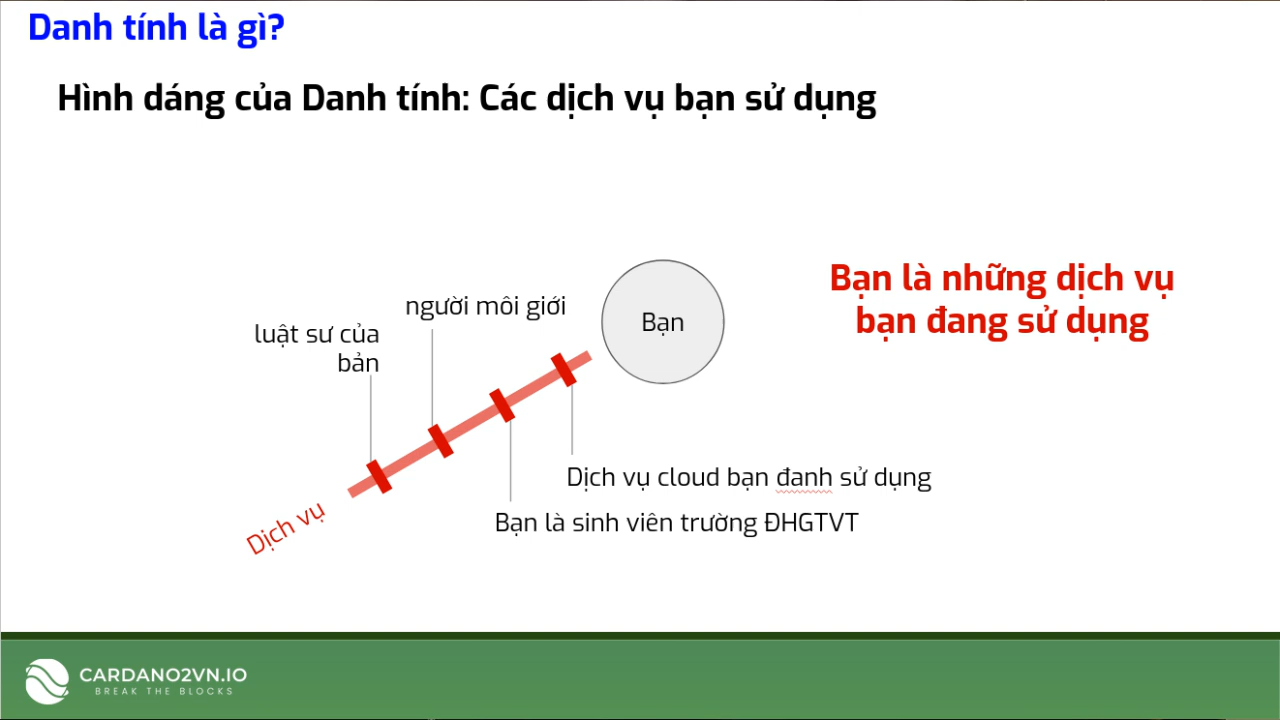 Danh tính là gì?
Hình dáng của Danh tính: Các dịch vụ bạn sử dụng
Bạn là những dịch vụ
bạn đang sử dụng
người môi giới
Bạn
luật sư của
bản
Dịch vụ cloud bạn đanh sử dụng
Dịch vụ
Bạn là sinh viên trường ĐHGTVT
CARDANO2VN.IO
BREAK THE BLOCKS